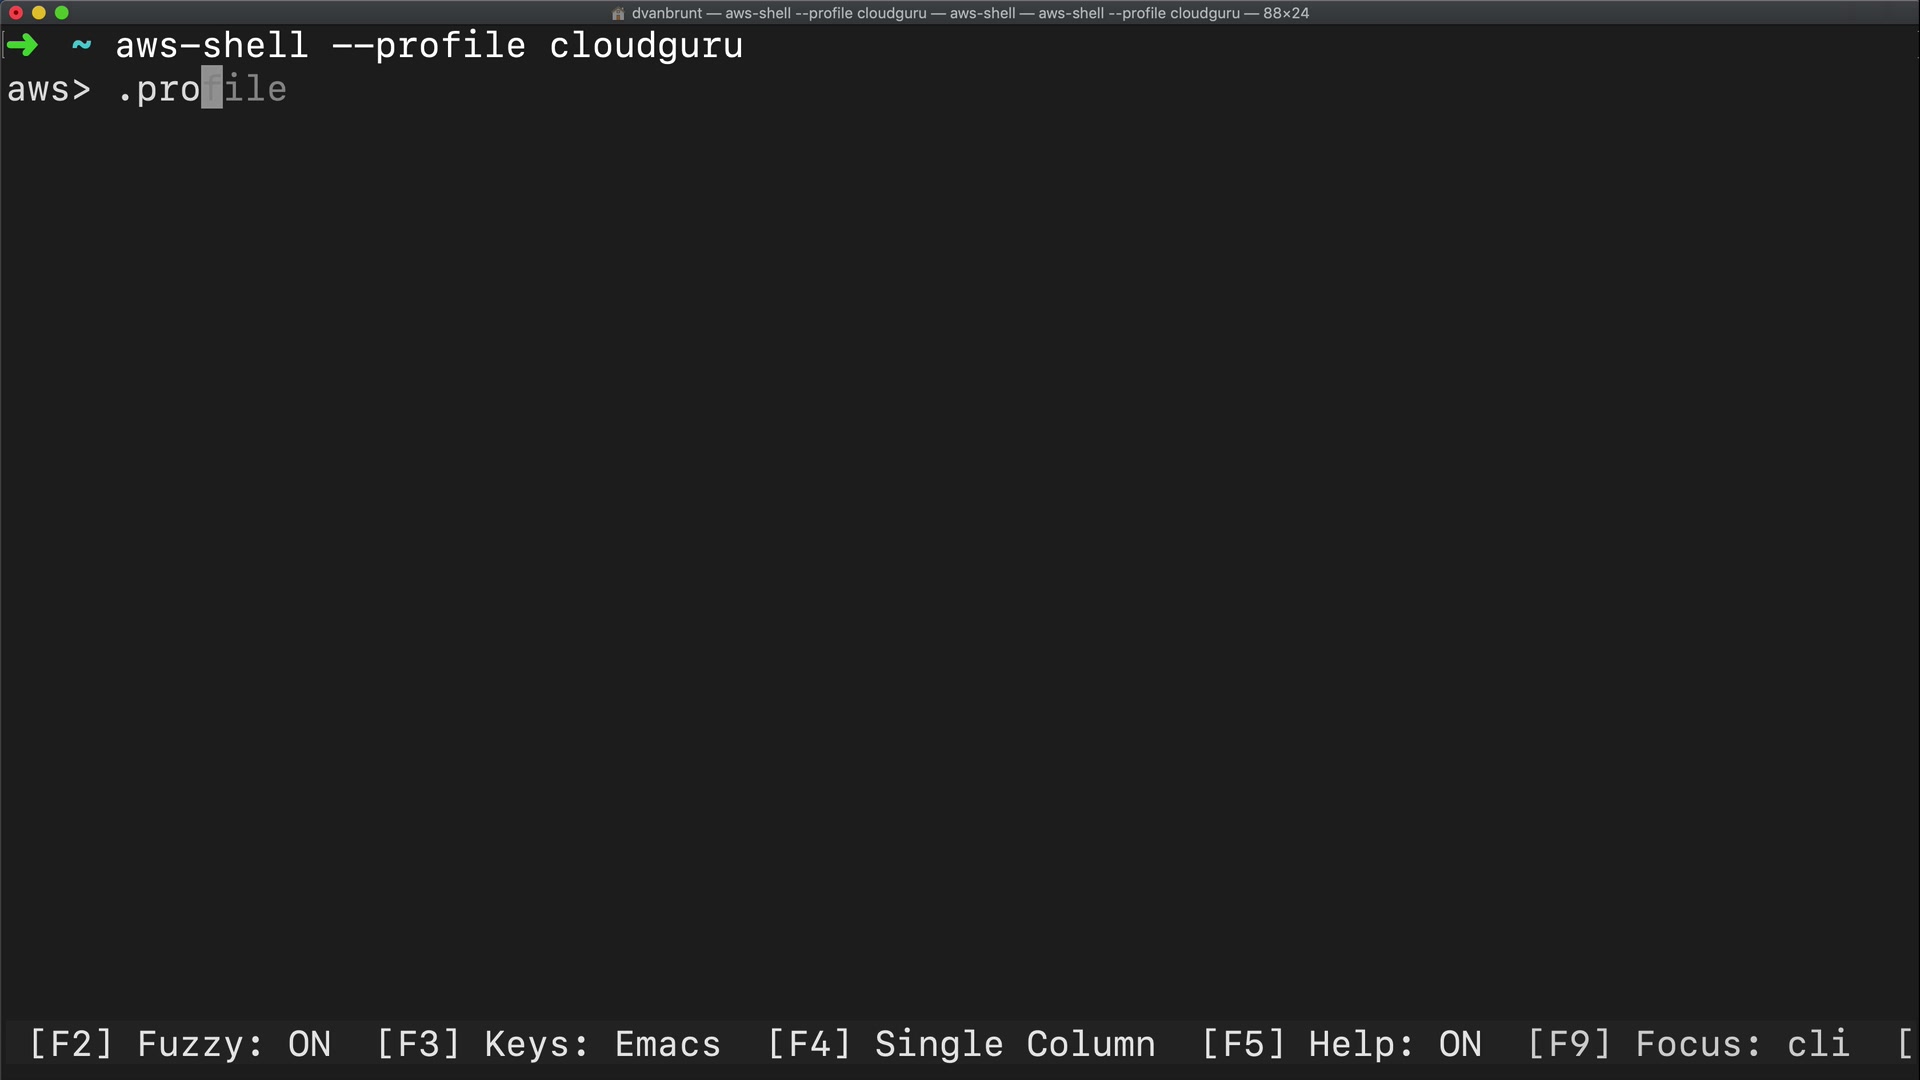 dvanbrunt — aws-shell --profile cloudguru — aws-shell — aws-shell --profile cloudguru — 88×24
➜ ~ aws-shell --profile cloudguru
aws> .profile
[F2] Fuzzy: ON [F3] Keys: Emacs [F4] Single Column [F5] Help: ON [F9] Focus: cli [